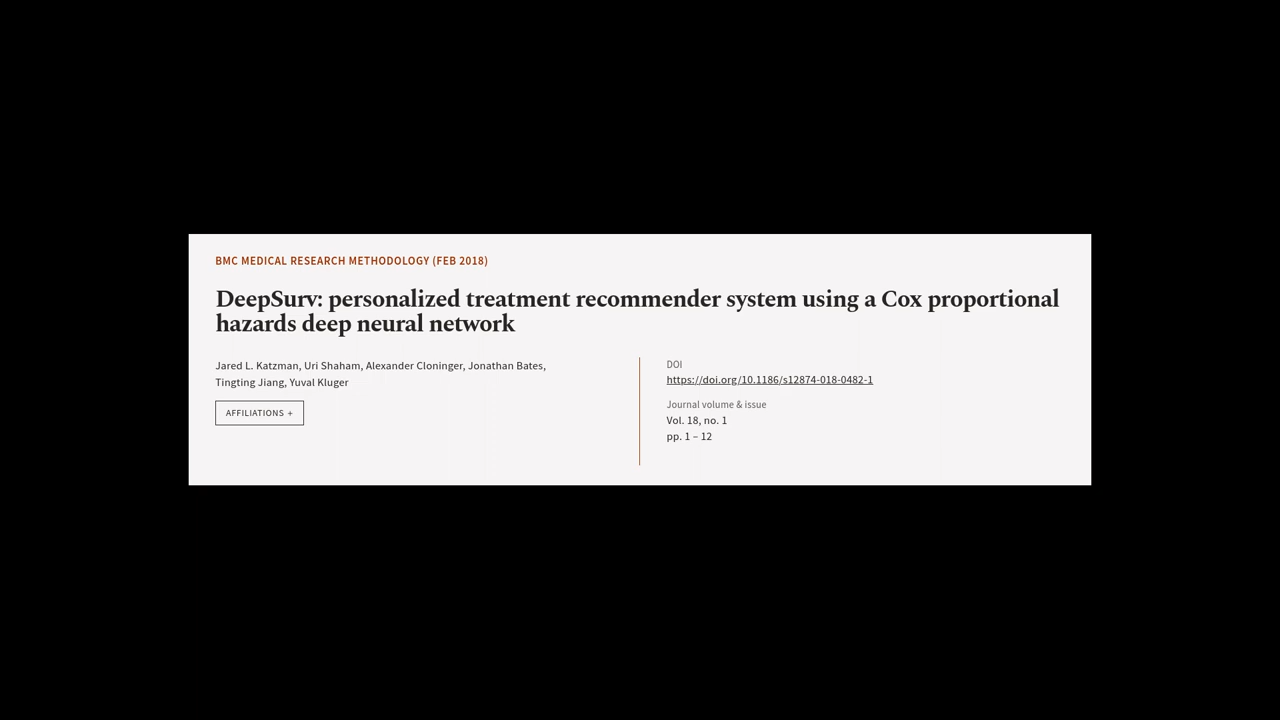 BMC MEDICAL RESEARCH METHODOLOGY (FEB 2018)
DeepSurv: personalized treatment recommender system using a Cox proportional
hazards deep neural network
Jared L. Katzman, Uri Shaham, Alexander Cloninger, Jonathan Bates,
Tingting Jiang, Yuval Kluger
AFFILIATIONS +
DOI
https://doi.org/10.1186/s12874-018-0482-1
Journal volume & issue
Vol. 18, no. 1
pp. 1 – 12